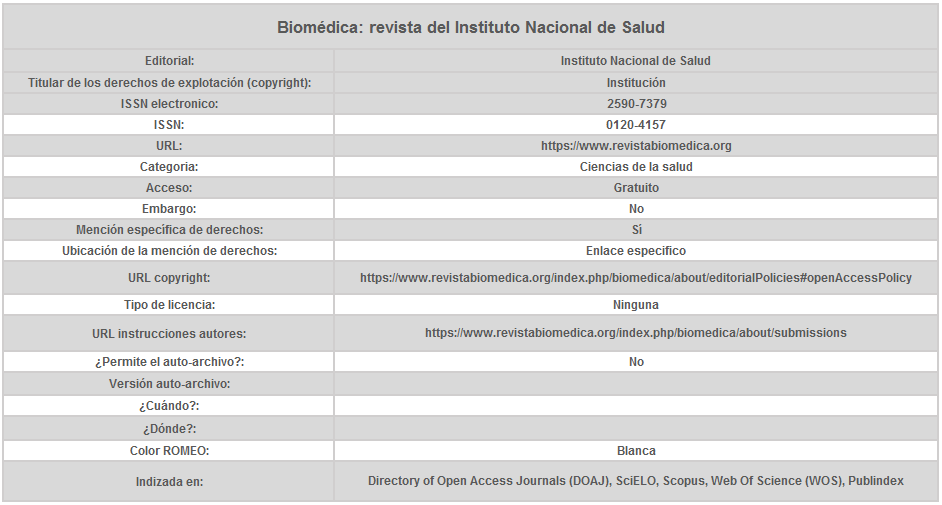 Biomédica: revista del Instituto Nacional de Salud
Editorial: Instituto Nacional de Salud
Titular de los derechos de explotación (copyright): Institución
ISSN electronico: 2590-7379
ISSN: 0120-4157
URL: https://www.revistabiomedica.org
Categoria: Ciencias de la salud
Acceso: Gratuito
Embargo: No
Mención especifica de derechos: Si
Ubicación de la mención de derechos: Enlace especifico
URL copyright: https://www.revistabiomedica.org/index.php/biomedica/about/editorialPolicies#openAccessPolicy
Tipo de licencia: Ninguna
URL instrucciones autores: https://www.revistabiomedica.org/index.php/biomedica/about/submissions
¿Permite el auto-archivo?: No
Versión auto-archivo:
¿Cuándo?:
¿Dónde?:
Color ROMEO: Blanca
Indizada en: Directory of Open Access Journals (DOAJ), SciELO, Scopus, Web Of Science (WOS), Publindex